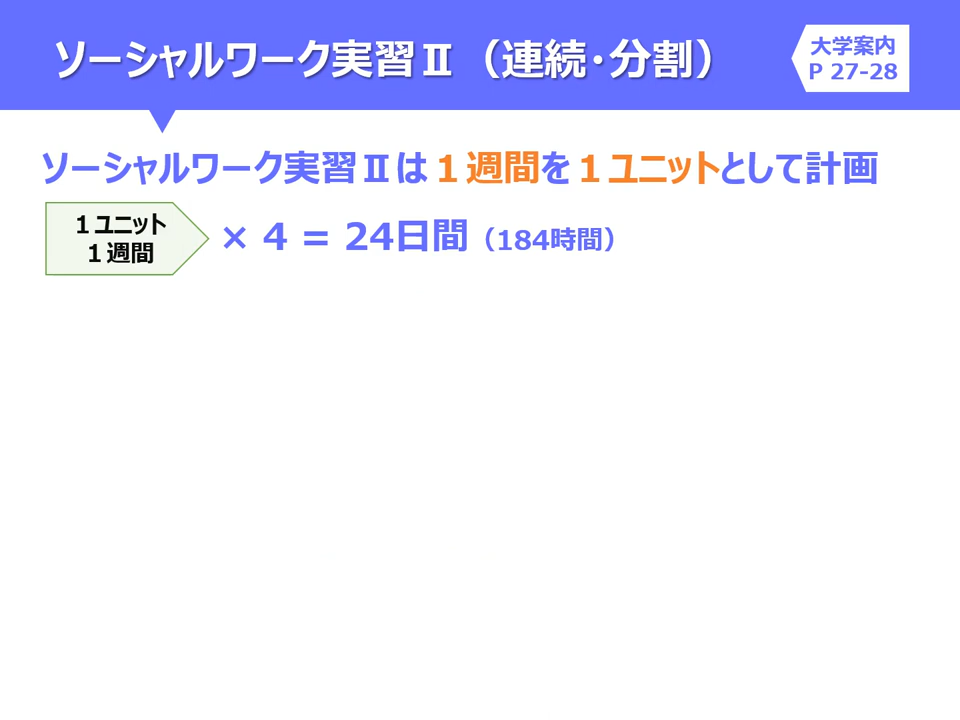 ソーシャルワーク実習Ⅱ（連続・分割）
大学案内
P 27-28
ソーシャルワーク実習Ⅱは１週間を１ユニットとして計画
１ユニット
１週間
× 4 = 24日間（184時間）